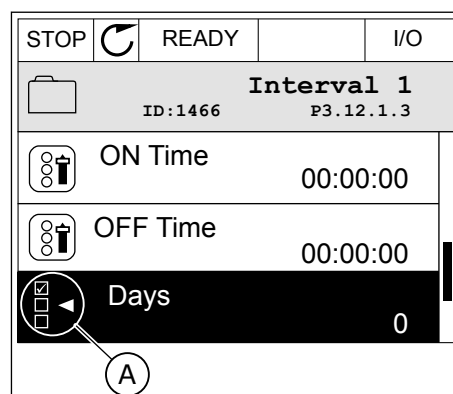 STOP READY I/O
Interval 1
ID:1466 P3.12.1.3
ON Time
00:00:00
OFF Time
00:00:00
Days
0
A